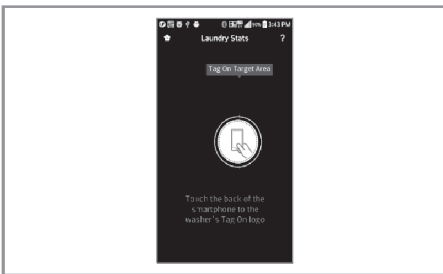 3:43 PM
Laundry Stats ?
Tag On Target Area
Touch the back of the
smartphone to the
washer's Tag On logo